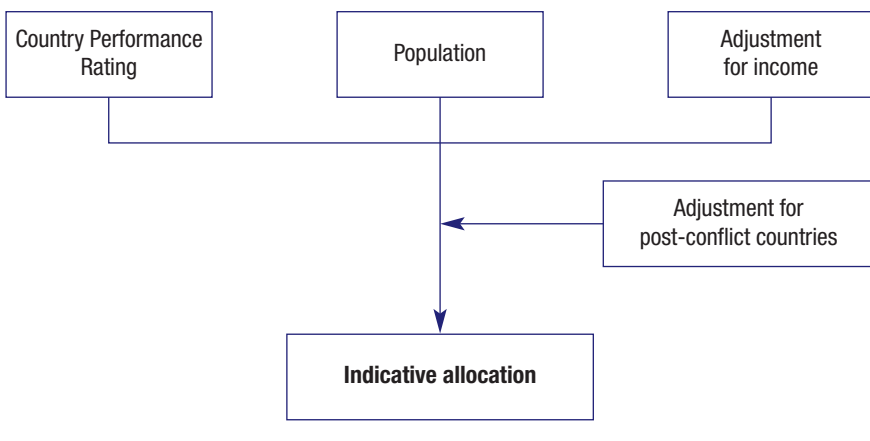 Country Performance
Rating
Population
Adjustment
for income
Adjustment for
post-conflict countries
Indicative allocation